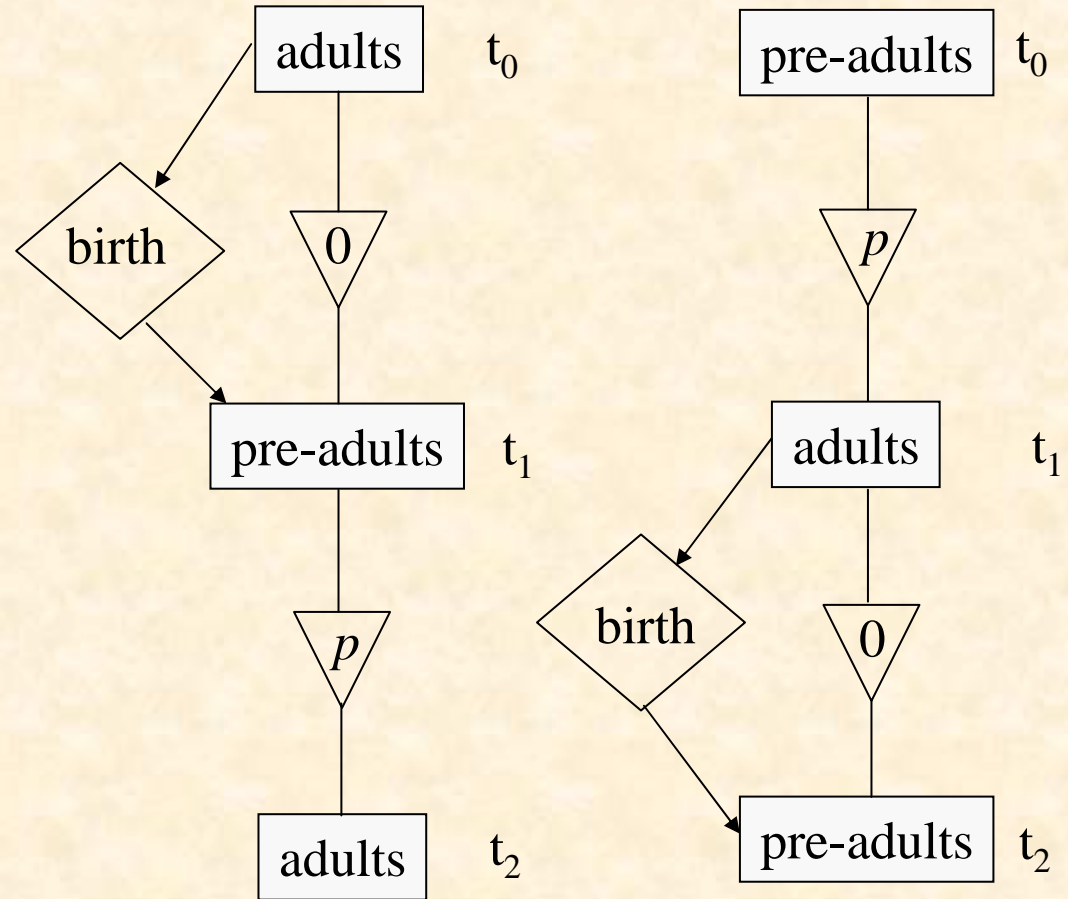 adults t₀
birth
0
pre-adults t₁
p
adults t₂
pre-adults t₀
p
adults t₁
birth
0
pre-adults t₂